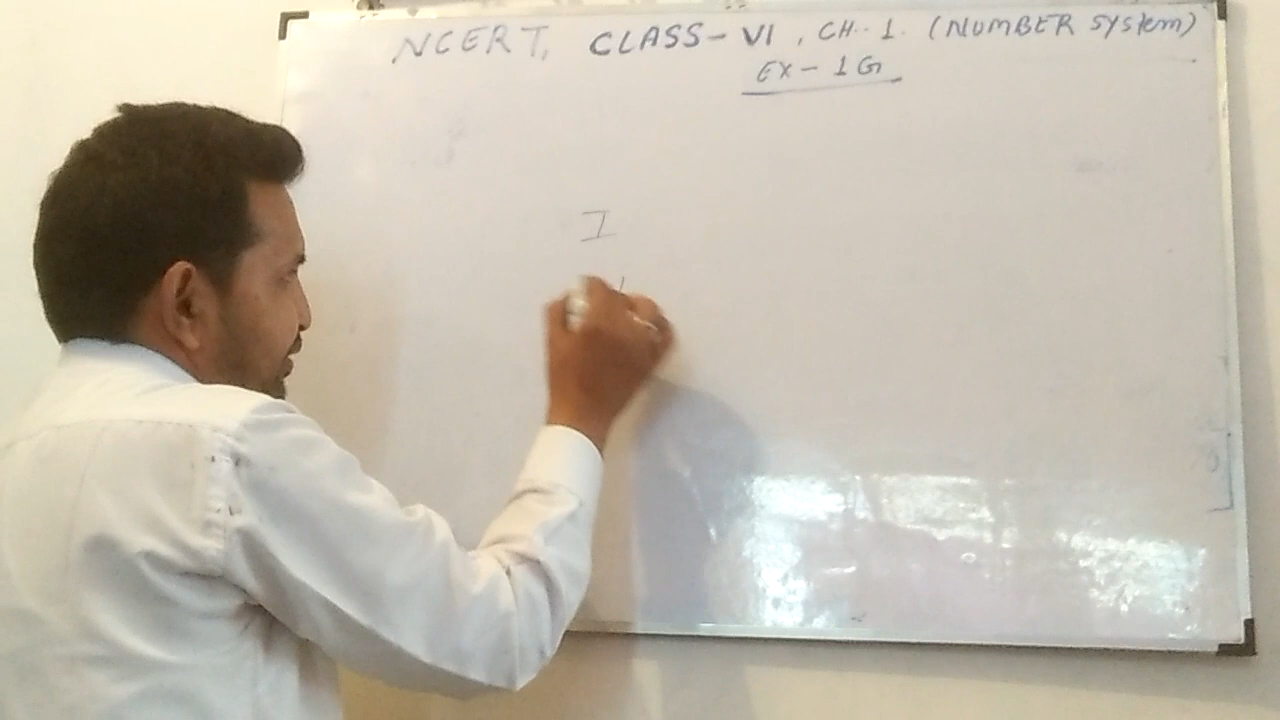 NCERT, CLASS-VI, CH. 1. (NUMBER SYSTEM)
EX-1G
I